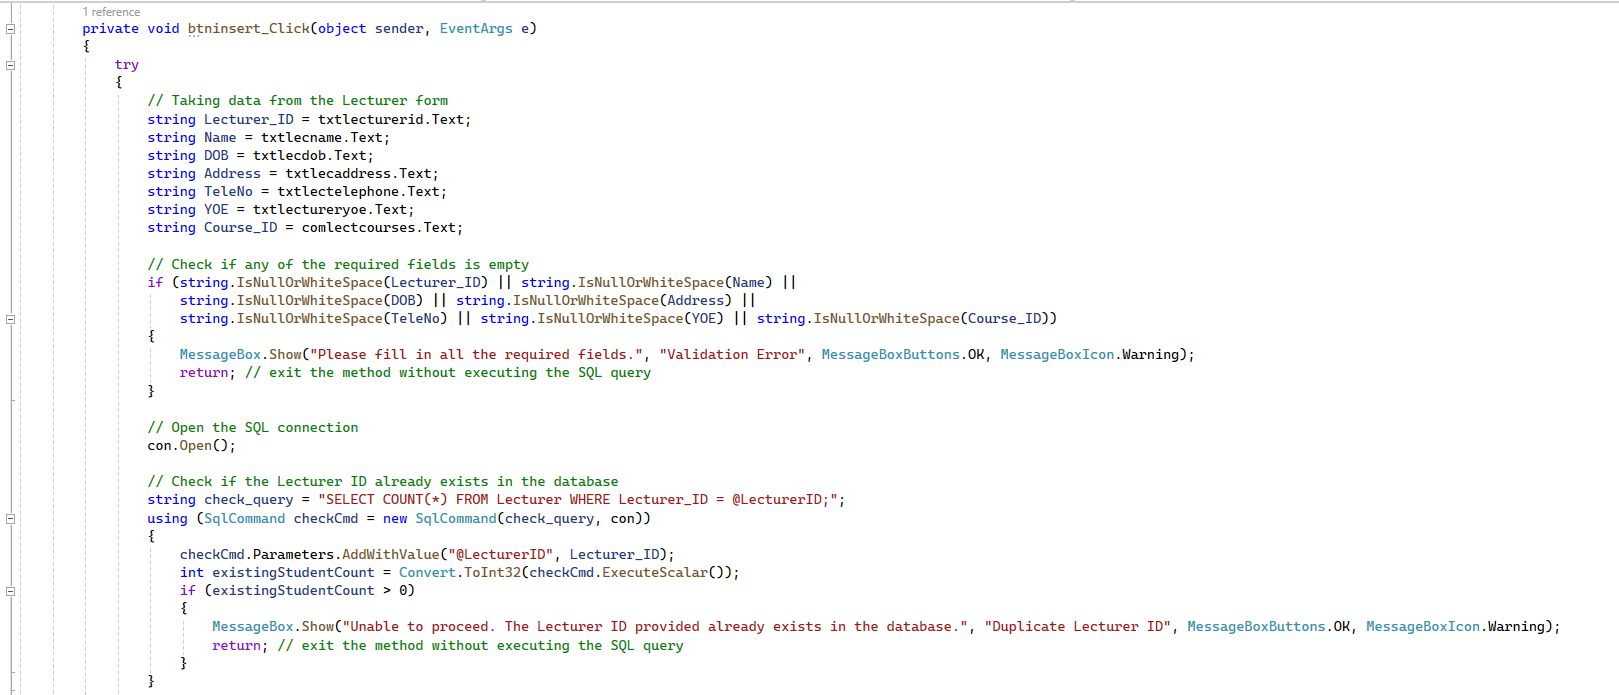 1 reference
private void btninsert_Click(object sender, EventArgs e)
{
try
{
// Taking data from the Lecturer form
string Lecturer_ID = txtlecturerid.Text;
string Name = txtlecname.Text;
string DOB = txtlecdob.Text;
string Address = txtlecaddress.Text;
string TeleNo = txtlectelephone.Text;
string YOE = txtlectureryoe.Text;
string Course_ID = comlectcourses.Text;
// Check if any of the required fields is empty
if (string.IsNullOrWhiteSpace(Lecturer_ID) || string.IsNullOrWhiteSpace(Name) ||
string.IsNullOrWhiteSpace(DOB) || string.IsNullOrWhiteSpace(Address) ||
string.IsNullOrWhiteSpace(TeleNo) || string.IsNullOrWhiteSpace(YOE) || string.IsNullOrWhiteSpace(Course_ID))
{
MessageBox.Show("Please fill in all the required fields.", "Validation Error", MessageBoxButtons.OK, MessageBoxIcon.Warning);
return; // exit the method without executing the SQL query
}
// Open the SQL connection
con.Open();
// Check if the Lecturer ID already exists in the database
string check_query = "SELECT COUNT(*) FROM Lecturer WHERE Lecturer_ID = @LecturerID;";
using (SqlCommand checkCmd = new SqlCommand(check_query, con))
{
checkCmd.Parameters.AddWithValue("@LecturerID", Lecturer_ID);
int existingStudentCount = Convert.ToInt32(checkCmd.ExecuteScalar());
if (existingStudentCount > 0)
{
MessageBox.Show("Unable to proceed. The Lecturer ID provided already exists in the database.", "Duplicate Lecturer ID", MessageBoxButtons.OK, MessageBoxIcon.Warning);
return; // exit the method without executing the SQL query
}
}